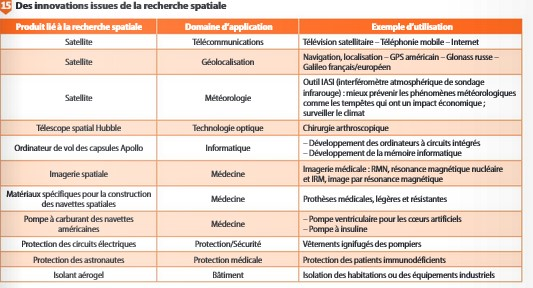 15 Des innovations issues de la recherche spatiale
Produit lié à la recherche spatiale Domaine d'application Exemple d'utilisation
Satellite Télécommunications Télévision satellitaire – Téléphonie mobile – Internet
Satellite Géolocalisation Navigation, localisation – GPS américain – Glonass russe –
Galileo français/européen
Satellite Météorologie Outil IASI (interféromètre atmosphérique de sondage
infrarouge) : mieux prévenir les phénomènes météorologiques
comme les tempêtes qui ont un impact économique ;
surveiller le climat
Télescope spatial Hubble Technologie optique Chirurgie arthroscopique
Ordinateur de vol des capsules Apollo Informatique – Développement des ordinateurs à circuits intégrés
– Développement de la mémoire informatique
Imagerie spatiale Médecine Imagerie médicale : RMN, résonance magnétique nucléaire
et IRM, image par résonance magnétique
Matériaux spécifiques pour la construction
des navettes spatiales Médecine Prothèses médicales, légères et résistantes
Pompe à carburant des navettes
américaines Médecine – Pompe ventriculaire pour les cœurs artificiels
– Pompe à insuline
Protection des circuits électriques Protection/Sécurité Vêtements ignifugés des pompiers
Protection des astronautes Protection médicale Protection des patients immunodéficients
Isolant aérogel Bâtiment Isolation des habitations ou des équipements industriels